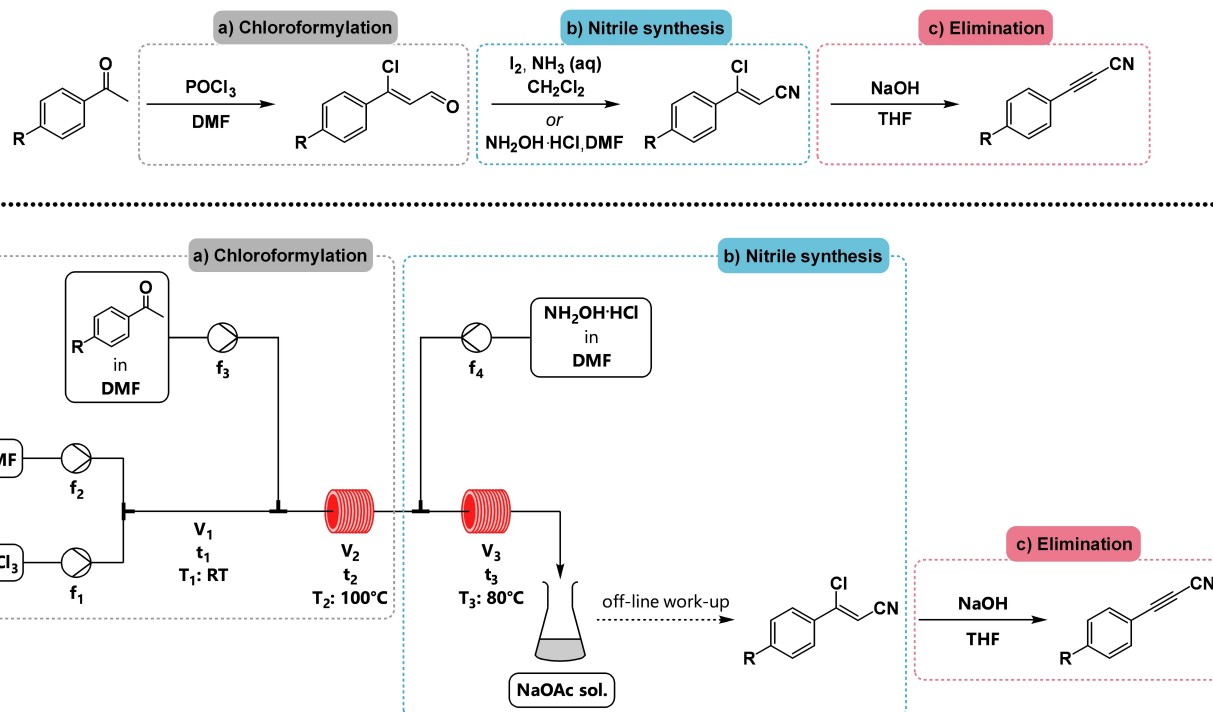 a) Chloroformylation
b) Nitrile synthesis
c) Elimination
O
R
POCl3
DMF
Cl
O
R
I2, NH3 (aq)
CH2Cl2
or
NH2OH·HCl, DMF
Cl
CN
R
NaOH
THF
CN
R
a) Chloroformylation
b) Nitrile synthesis
O
R
in
DMF
f3
NH2OH·HCl
in
DMF
f4
MF
f2
Cl3
f1
V1
t1
T1: RT
V2
t2
T2: 100°C
V3
t3
T3: 80°C
NaOAc sol.
off-line work-up
Cl
CN
R
c) Elimination
NaOH
THF
CN
R